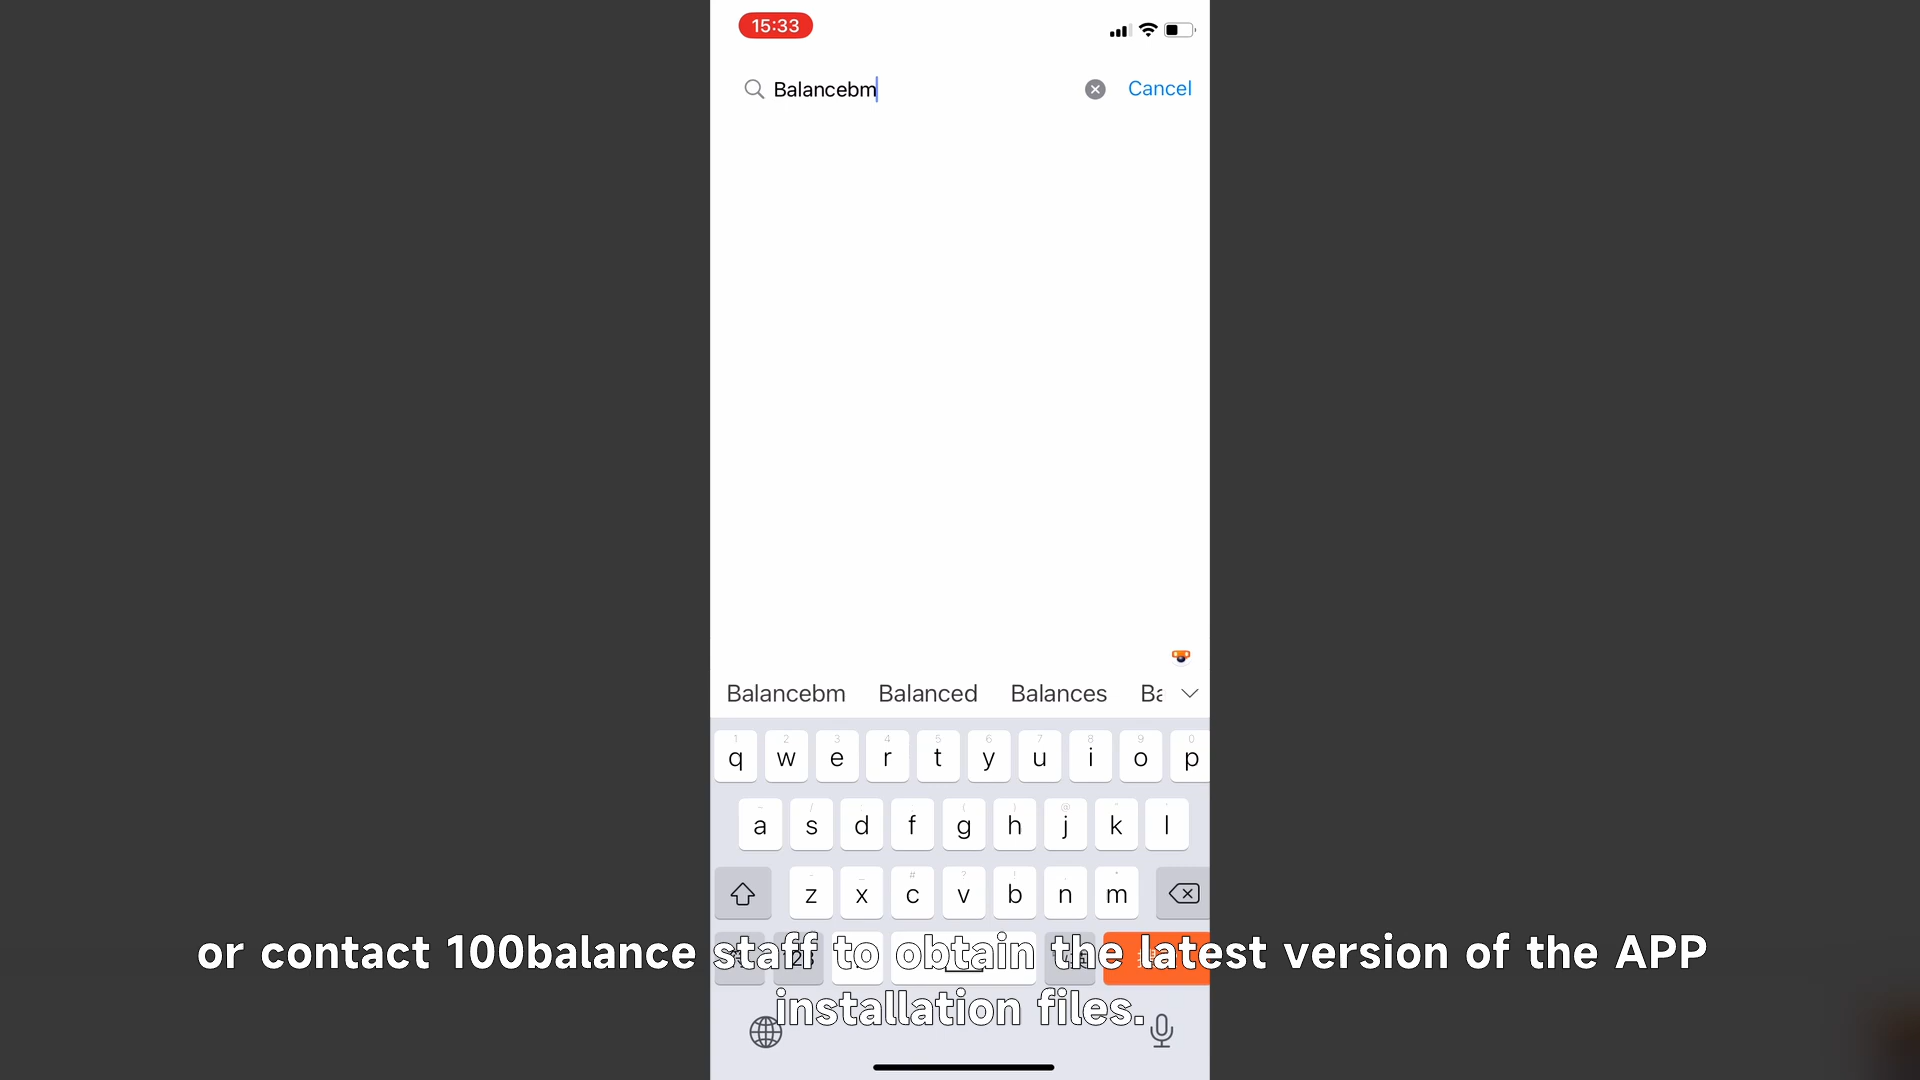 15:33
Balancebm
Cancel
Balancebm Balanced Balances
q w e r t y u i o p
a s d f g h j k l
z x c v b n m
or contact 100balance staff to obtain the latest version of the APP
installation files.